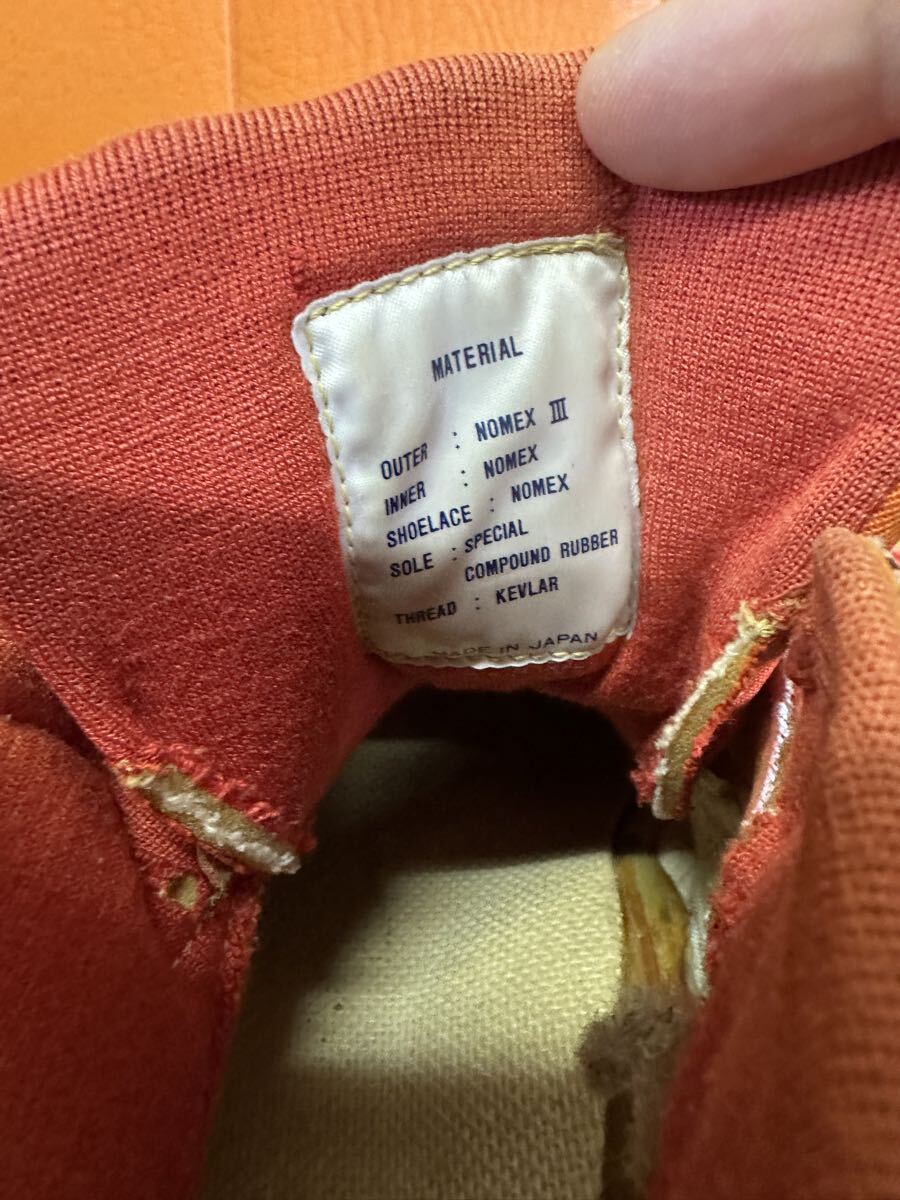 MATERIAL
OUTER : NOMEX III
INNER : NOMEX
SHOELACE : NOMEX
SOLE : SPECIAL
COMPOUND RUBBER
THREAD : KEVLAR
MADE IN JAPAN